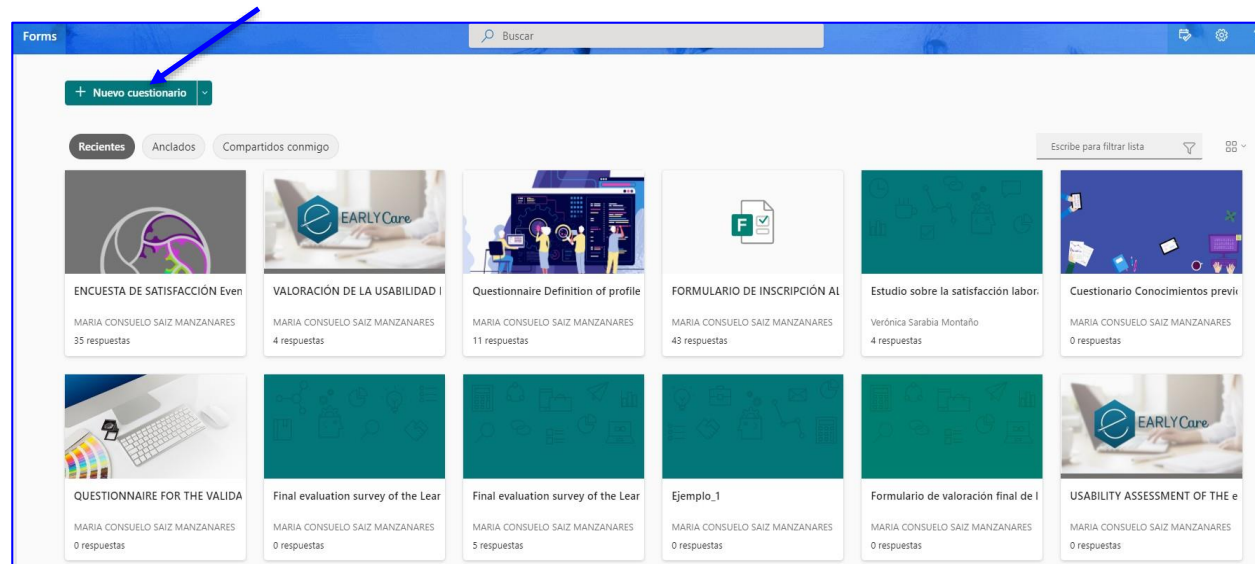 Forms
Buscar
+ Nuevo cuestionario
Recientes Anclados Compartidos conmigo
Escribe para filtrar lista
EARLYCare
F
ENCUESTA DE SATISFACCIÓN Even
VALORACIÓN DE LA USABILIDAD
Questionnaire Definition of profile
FORMULARIO DE INSCRIPCIÓN AL
Estudio sobre la satisfacción labor
Cuestionario Conocimientos previo
MARIA CONSUELO SAIZ MANZANARES
MARIA CONSUELO SAIZ MANZANARES
MARIA CONSUELO SAIZ MANZANARES
MARIA CONSUELO SAIZ MANZANARES
Verónica Sarabia Montaño
MARIA CONSUELO SAIZ MANZANARES
35 respuestas
4 respuestas
11 respuestas
43 respuestas
4 respuestas
0 respuestas
EARLYCare
QUESTIONNAIRE FOR THE VALIDA
Final evaluation survey of the Lear
Final evaluation survey of the Lear
Ejemplo_1
Formulario de valoración final de l
USABILITY ASSESSMENT OF THE e
MARIA CONSUELO SAIZ MANZANARES
MARIA CONSUELO SAIZ MANZANARES
MARIA CONSUELO SAIZ MANZANARES
MARIA CONSUELO SAIZ MANZANARES
MARIA CONSUELO SAIZ MANZANARES
MARIA CONSUELO SAIZ MANZANARES
0 respuestas
0 respuestas
5 respuestas
0 respuestas
0 respuestas
0 respuestas